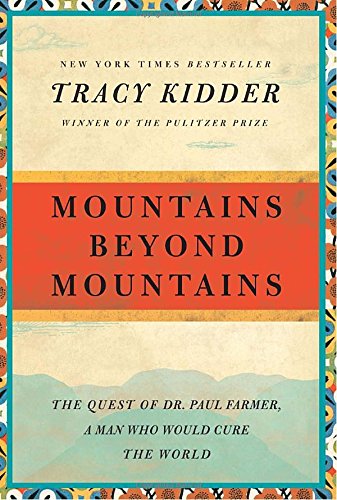 NEW YORK TIMES BESTSELLER
TRACY KIDDER
WINNER OF THE PULITZER PRIZE
MOUNTAINS
BEYOND
MOUNTAINS
THE QUEST OF DR. PAUL FARMER,
A MAN WHO WOULD CURE
THE WORLD